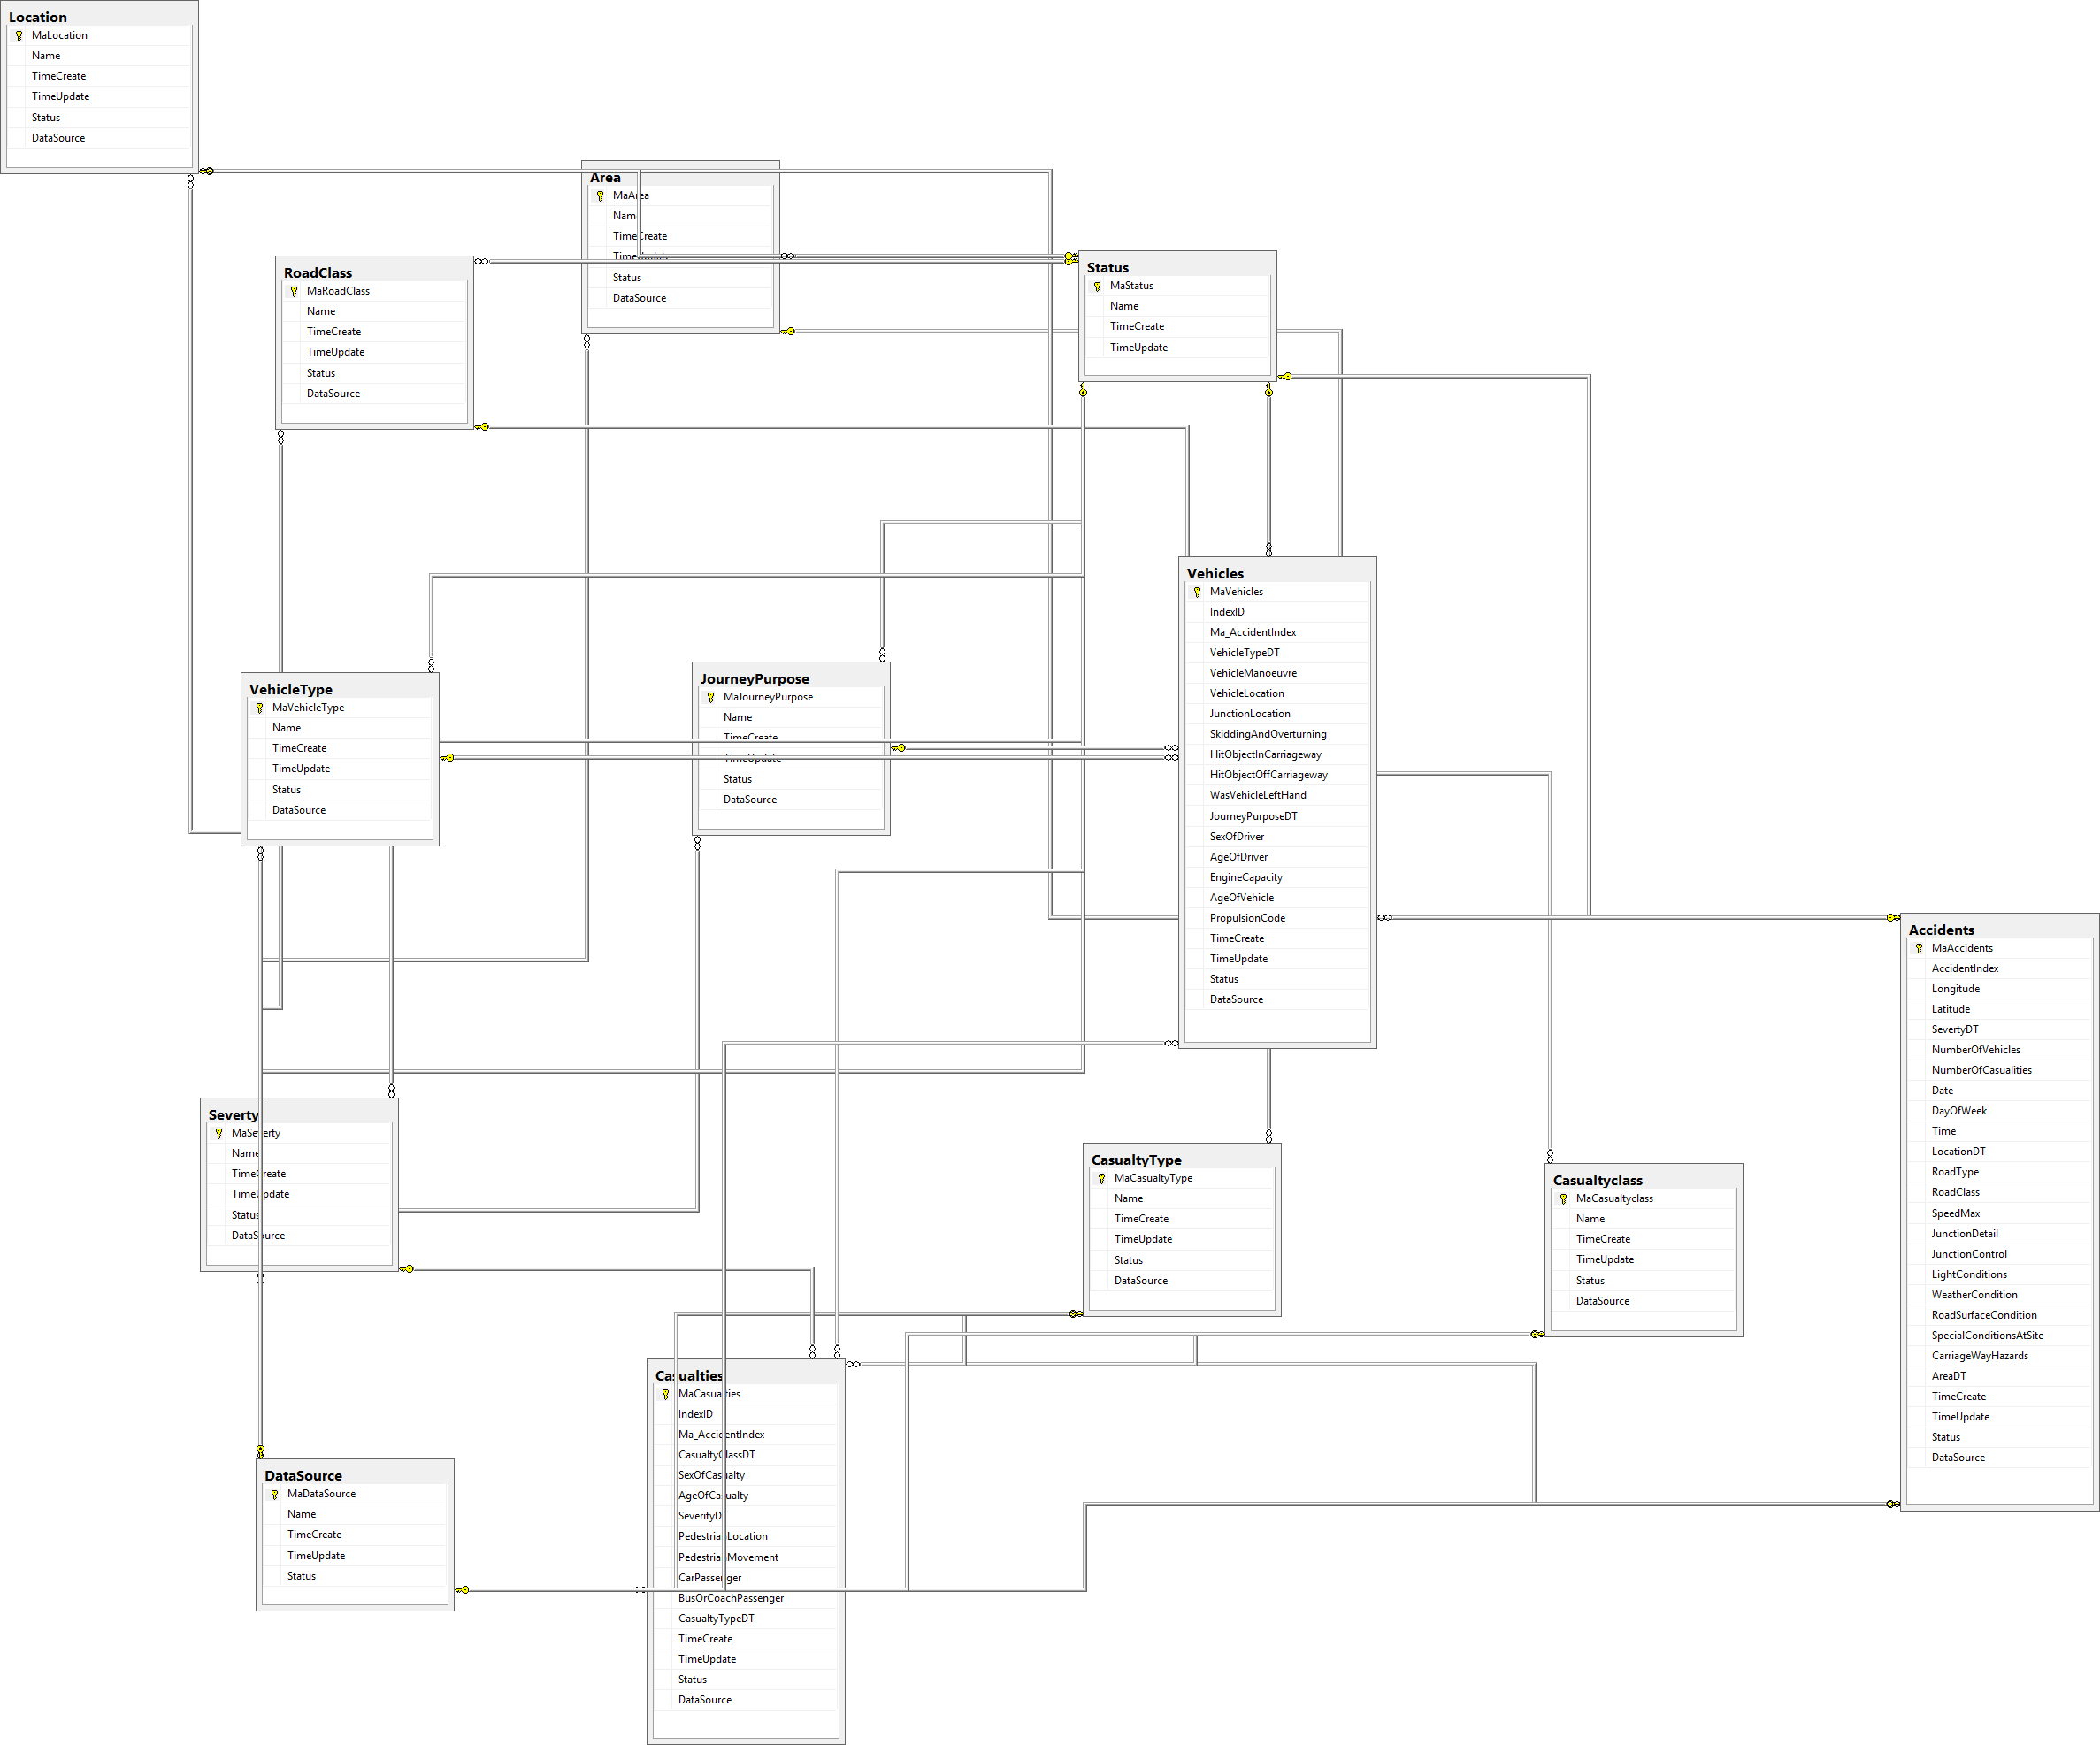 Location
MaLocation
Name
TimeCreate
TimeUpdate
Status
DataSource
Area
MaArea
Name
TimeCreate
TimeUpdate
Status
DataSource
RoadClass
MaRoadClass
Name
TimeCreate
TimeUpdate
Status
DataSource
Status
MaStatus
Name
TimeCreate
TimeUpdate
Vehicles
MaVehicles
IndexID
Ma_AccidentIndex
VehicleTypeDT
VehicleManoeuvre
VehicleLocation
JunctionLocation
SkiddingAndOverturning
HitObjectInCarriageway
HitObjectOffCarriageway
WasVehicleLeftHand
JourneyPurposeDT
SexOfDriver
AgeOfDriver
EngineCapacity
AgeOfVehicle
PropulsionCode
TimeCreate
TimeUpdate
Status
DataSource
VehicleType
MaVehicleType
Name
TimeCreate
TimeUpdate
Status
DataSource
JourneyPurpose
MaJourneyPurpose
Name
TimeCreate
TimeUpdate
Status
DataSource
Accidents
MaAccidents
AccidentIndex
Longitude
Latitude
SevertyDT
NumberOfVehicles
NumberOfCasualities
Date
DayOfWeek
Time
LocationDT
RoadType
RoadClass
SpeedMax
JunctionDetail
JunctionControl
LightConditions
WeatherCondition
RoadSurfaceCondition
SpecialConditionsAtSite
CarriageWayHazards
AreaDT
TimeCreate
TimeUpdate
Status
DataSource
Severty
MaSeverty
Name
TimeCreate
TimeUpdate
Status
DataSource
CasualtyType
MaCasualtyType
Name
TimeCreate
TimeUpdate
Status
DataSource
Casualtyclass
MaCasualtyclass
Name
TimeCreate
TimeUpdate
Status
DataSource
Casualties
MaCasualties
IndexID
Ma_AccidentIndex
CasualtyClassDT
SexOfCasualty
AgeOfCasualty
SeverityDT
PedestrianLocation
PedestrianMovement
CarPassenger
BusOrCoachPassenger
CasualtyTypeDT
TimeCreate
TimeUpdate
Status
DataSource
DataSource
MaDataSource
Name
TimeCreate
TimeUpdate
Status